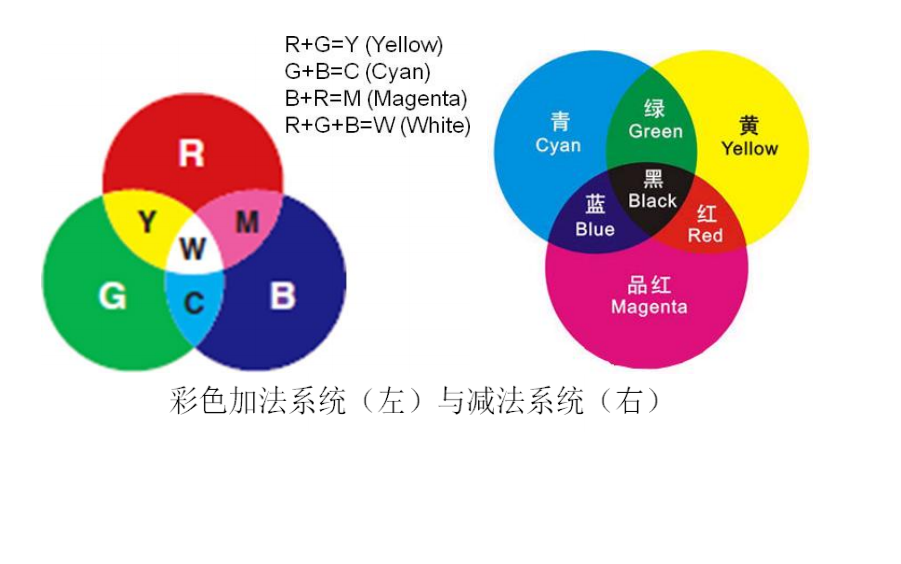 R+G=Y (Yellow)
G+B=C (Cyan)
B+R=M (Magenta)
R+G+B=W (White)
R
Y
M
W
G
C
B
青
Cyan
绿
Green
黄
Yellow
黑
Black
蓝
Blue
红
Red
品红
Magenta
彩色加法系统（左）与减法系统（右）